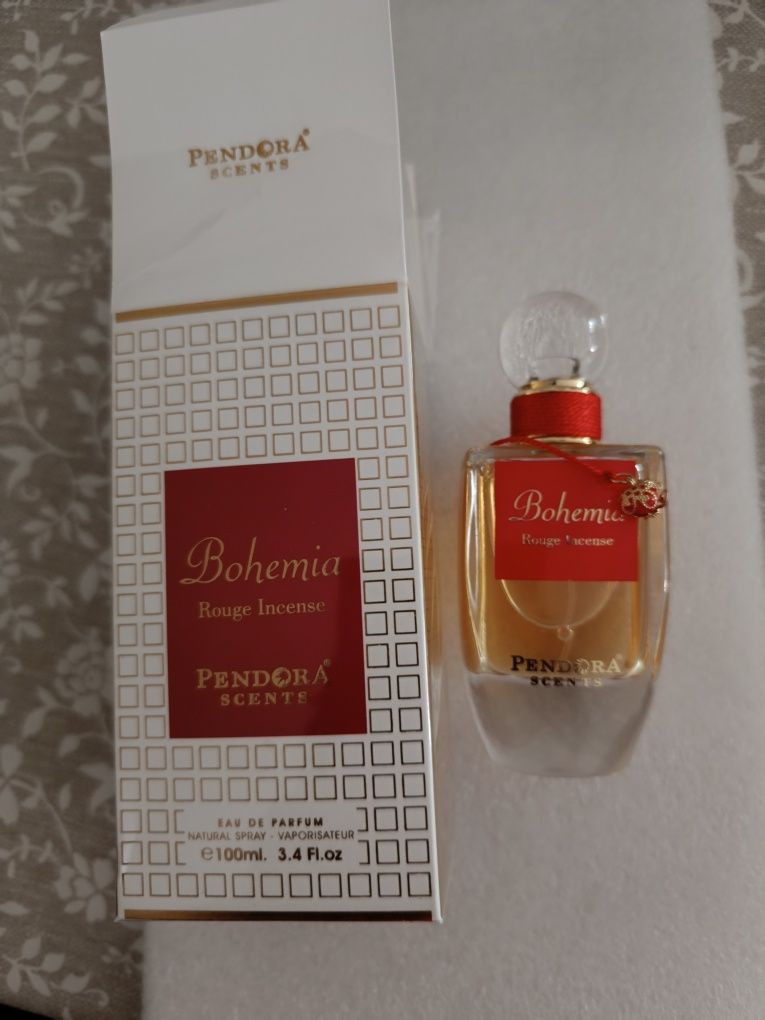 PENDORA®
SCENTS
Bohemia
Rouge Incense
PENDORA®
SCENTS
EAU DE PARFUM
NATURAL SPRAY - VAPORISATEUR
℮100ml. 3.4 Fl.oz
Bohemia
Rouge Incense
PENDORA®
SCENTS